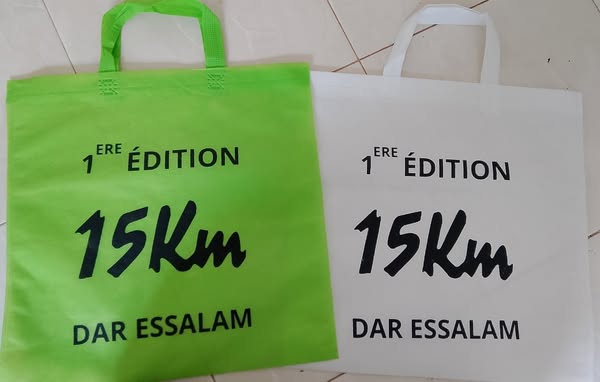 1ERE ÉDITION
15Km
DAR ESSALAM
1ERE ÉDITION
15Km
DAR ESSALAM